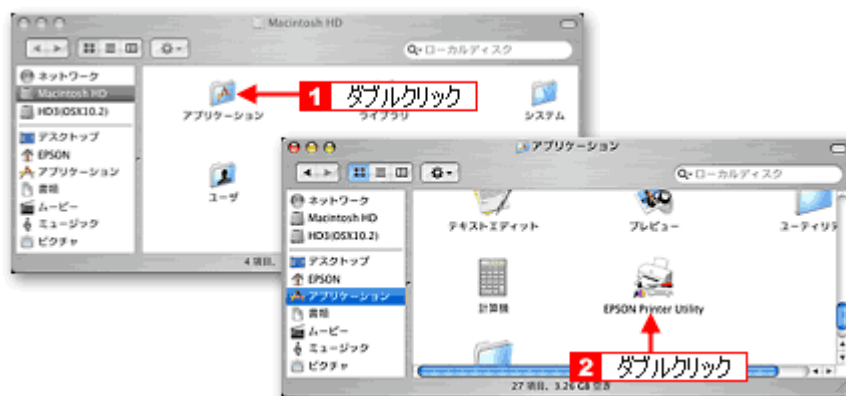 Macintosh HD
ローカルディスク
ネットワーク
Macintosh HD
HD3(OSX10.2)
デスクトップ
EPSON
アプリケーション
書類
ムービー
ミュージック
ピクチャ
アプリケーション
ライブラリ
システム
ユーザ
4 項目、
1 ダブルクリック
アプリケーション
ローカルディスク
ネットワーク
Macintosh HD
HD3(OSX10.2)
デスクトップ
EPSON
アプリケーション
書類
ムービー
ミュージック
ピクチャ
テキストエディット
プレビュー
ユーティリテ
計算機
EPSON Printer Utility
2 ダブルクリック
27 項目、3.26 GB 空き